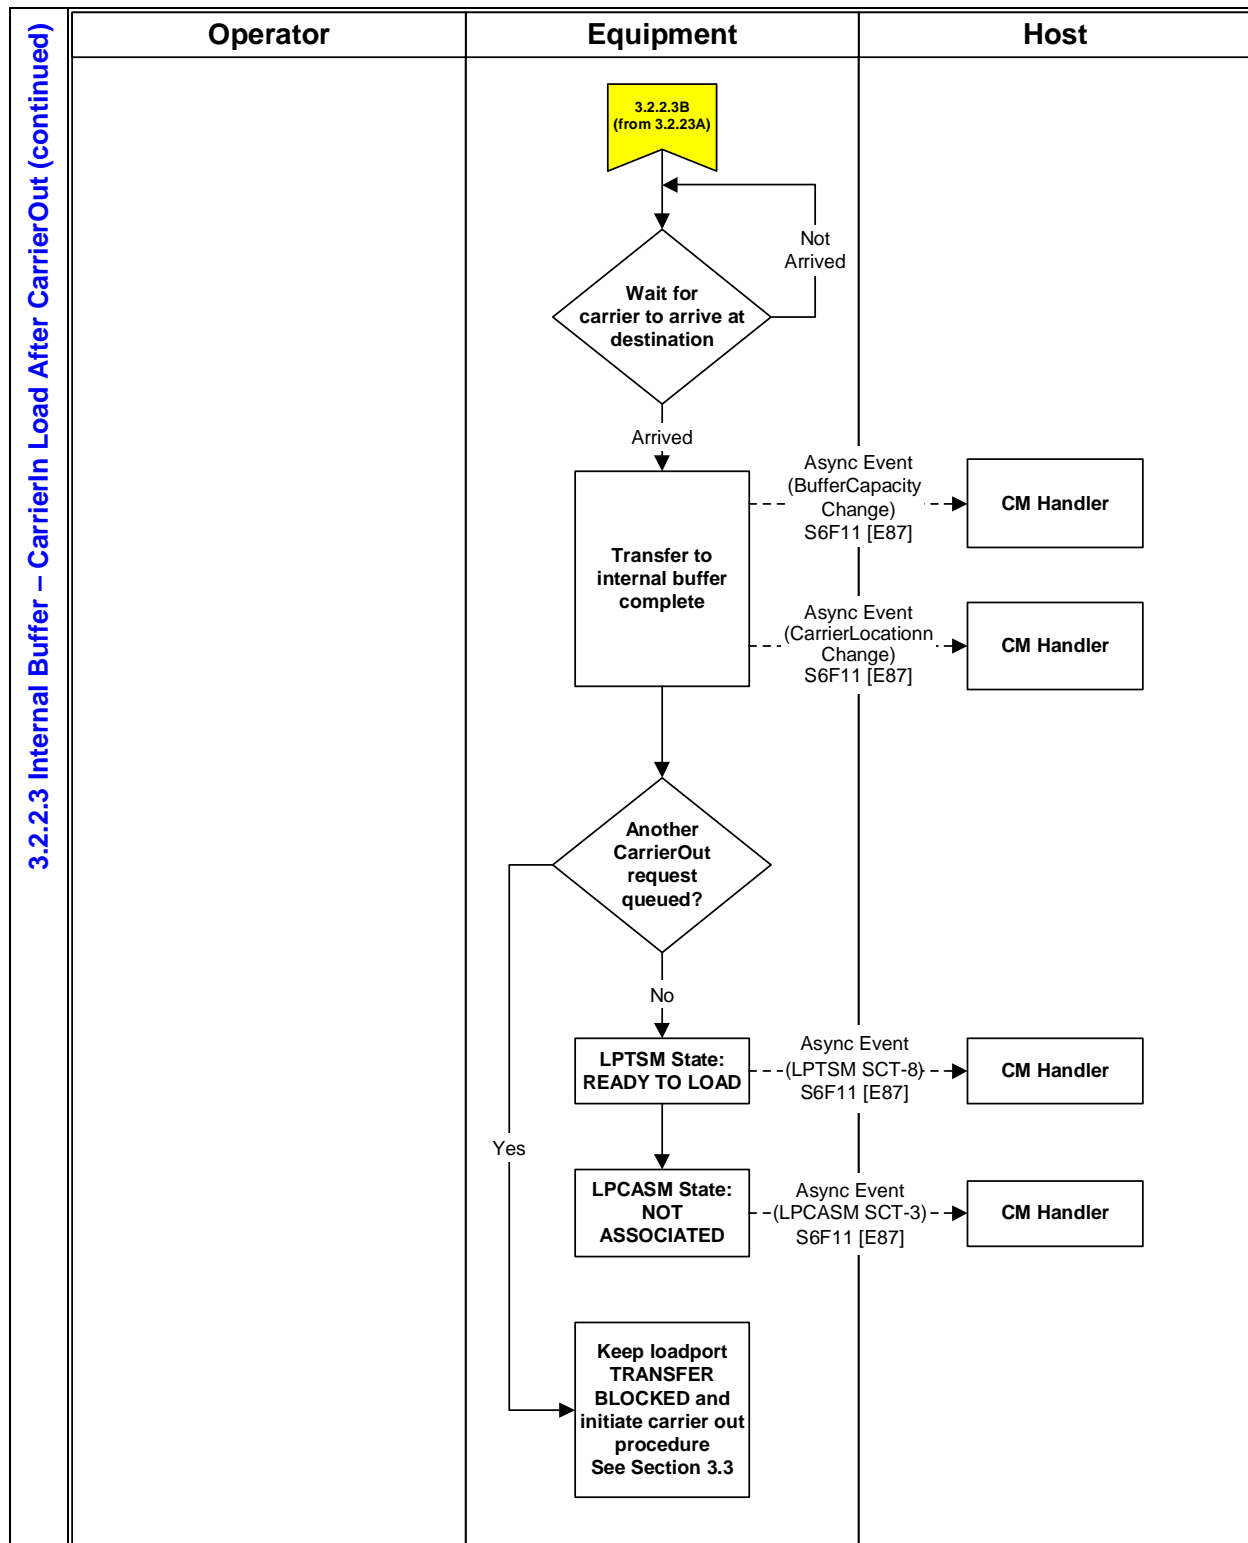 3.2.2.3 Internal Buffer – CarrierIn Load After CarrierOut (continued)
Operator
Equipment
Host
3.2.2.3B
(from 3.2.23A)
Not
Arrived
Wait for
carrier to arrive at
destination
Arrived
Async Event
(BufferCapacity
Change)
S6F11 [E87]
CM Handler
Transfer to
internal buffer
complete
Async Event
(CarrierLocationn
Change)
S6F11 [E87]
CM Handler
Another
CarrierOut
request
queued?
No
Yes
LPTSM State:
READY TO LOAD
Async Event
(LPTSM SCT-8)
S6F11 [E87]
CM Handler
LPCASM State:
NOT
ASSOCIATED
Async Event
(LPCASM SCT-3)
S6F11 [E87]
CM Handler
Keep loadport
TRANSFER
BLOCKED and
initiate carrier out
procedure
See Section 3.3